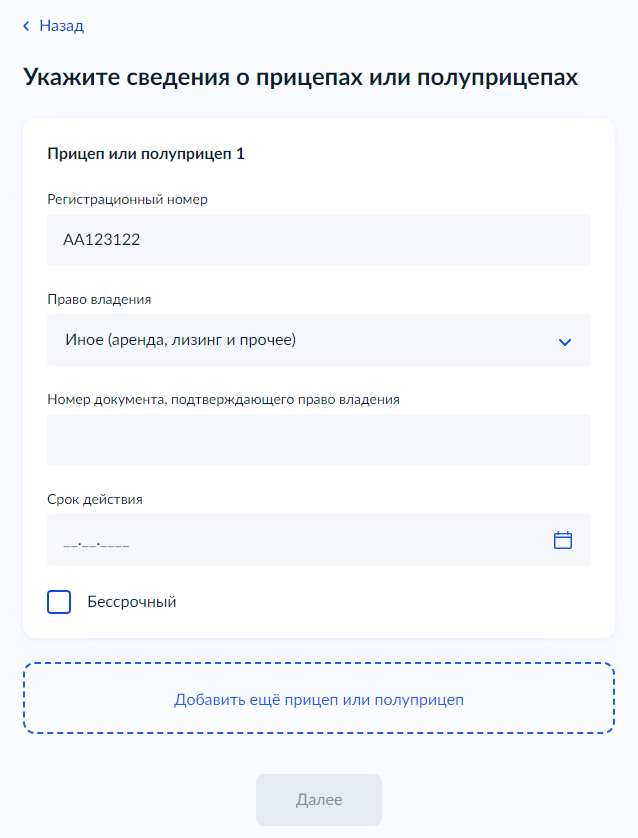 Назад
Укажите сведения о прицепах или полуприцепах
Прицеп или полуприцеп 1
Регистрационный номер
АА123122
Право владения
Иное (аренда, лизинг и прочее)
Номер документа, подтверждающего право владения
Срок действия
__.__.____
Бессрочный
Добавить ещё прицеп или полуприцеп
Далее